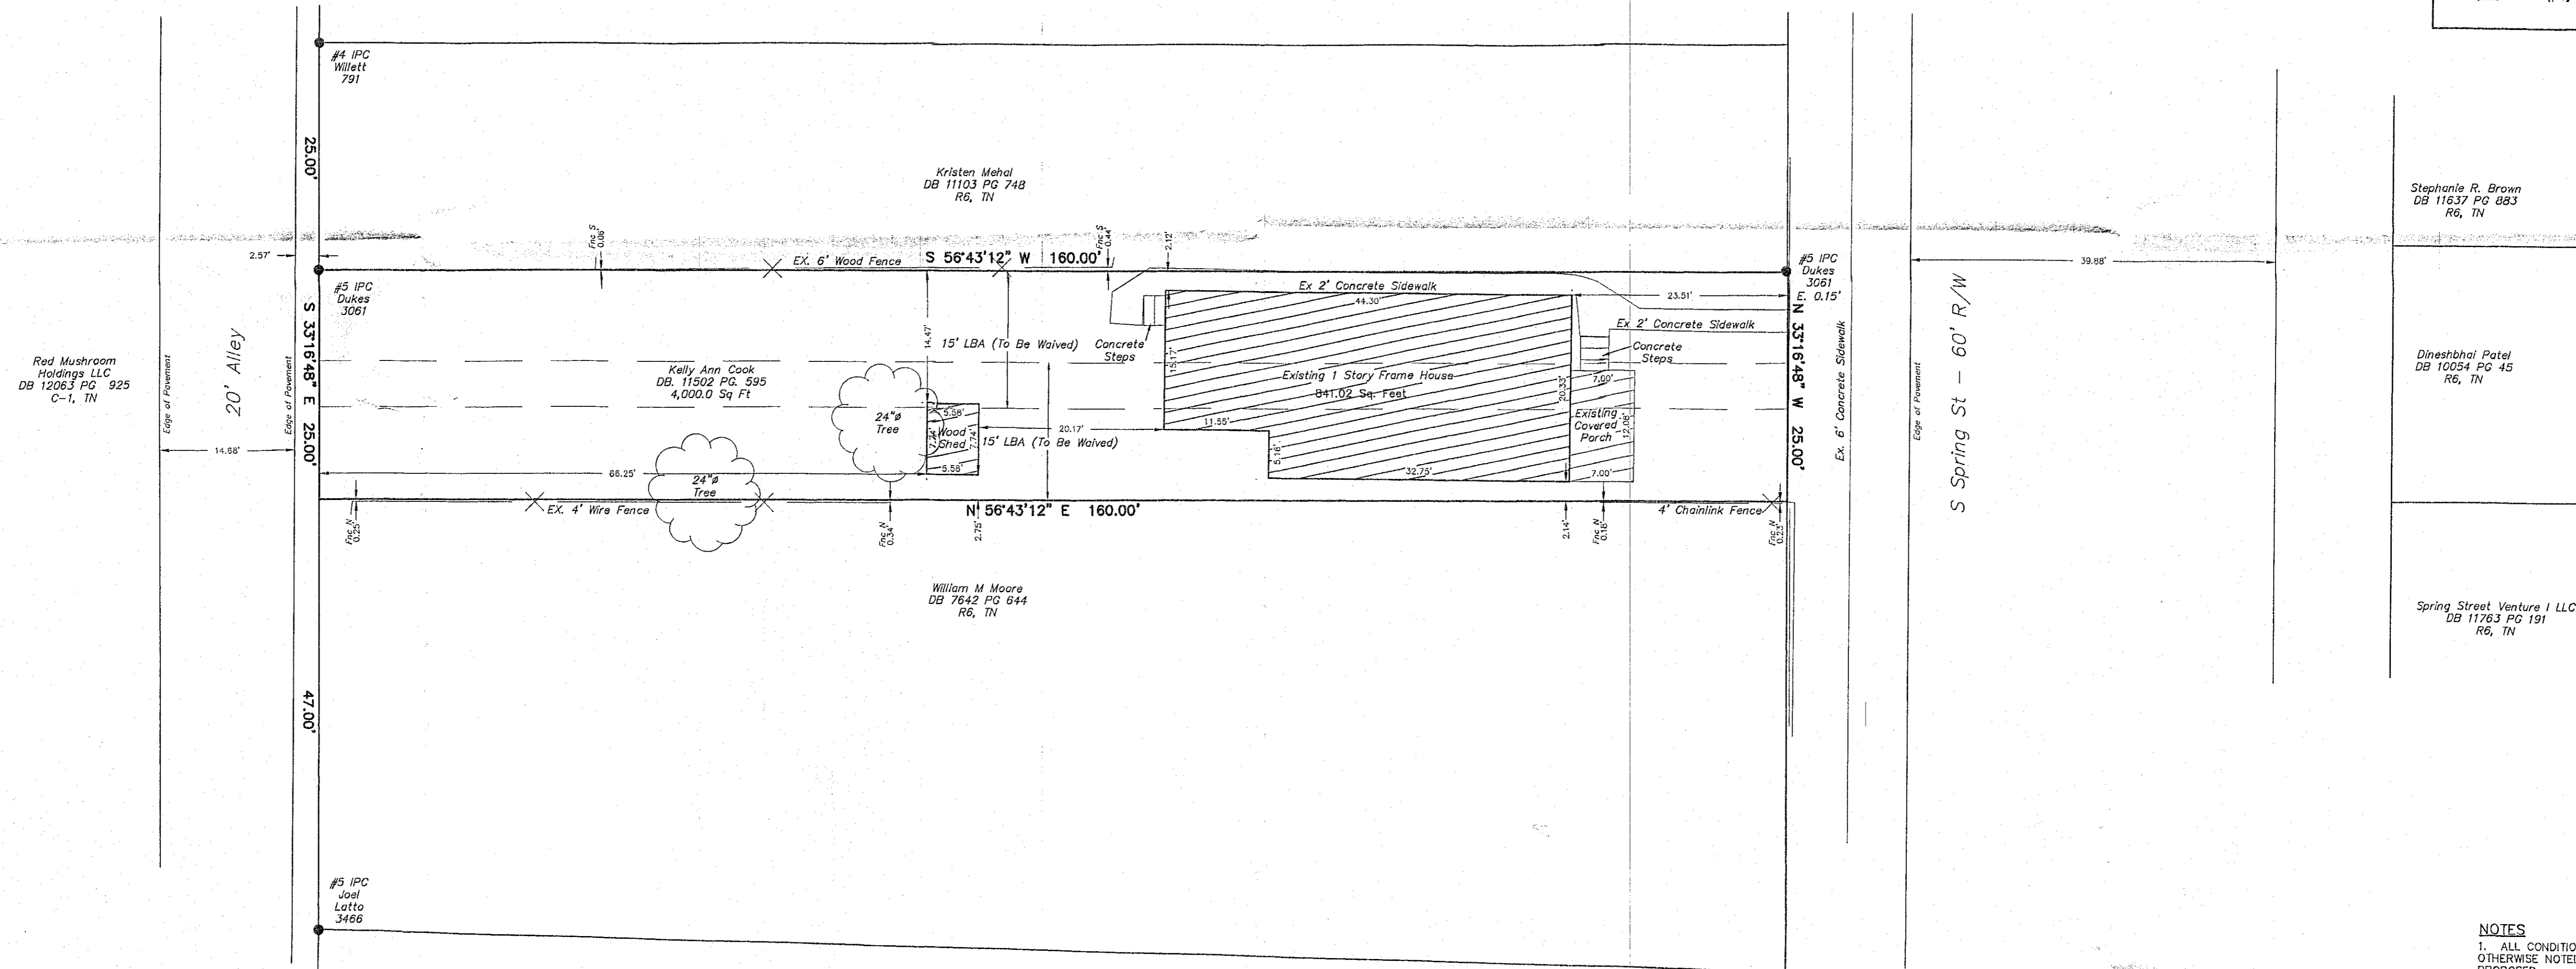 #4 IPC
Willett
791
25.00'
Kristen Mehal
DB 11103 PG 748
R6, TN
Stephanie R. Brown
DB 11637 PG 883
R6, TN
Fnc S
0.06'
Fnc S
0.44'
2.12'
2.57'
EX. 6' Wood Fence
S 56°43'12" W 160.00'
39.88'
#5 IPC
Dukes
3061
#5 IPC
Dukes
3061
E. 0.15'
Ex 2' Concrete Sidewalk
44.30'
23.51'
S 33°16'48" E 25.00'
N 33°16'48" W 25.00'
Ex 2' Concrete Sidewalk
14.47'
15' LBA (To Be Waived)
Concrete
Steps
Concrete
Steps
Red Mushroom
Holdings LLC
DB 12063 PG 925
C-1, TN
Edge of Pavement
20' Alley
Edge of Pavement
14.68'
Kelly Ann Cook
DB. 11502 PG. 595
4,000.0 Sq Ft
15.17'
Existing 1 Story Frame House
841.02 Sq. Feet
20.33'
7.00'
Existing
Covered
Porch
12.08'
7.00'
Ex. 6' Concrete Sidewalk
Edge of Pavement
S Spring St - 60' R/W
Dineshbhai Patel
DB 10054 PG 45
R6, TN
24"ø
Tree
5.58'
7.74'
Wood
Shed
7.74'
5.58'
20.17'
11.55'
15' LBA (To Be Waived)
5.16'
32.75'
66.25'
24"ø
Tree
EX. 4' Wire Fence
N 56°43'12" E 160.00'
4' Chainlink Fence
Fnc N
0.25'
Fnc N
0.34'
2.75'
2.14'
Fnc N
0.18'
Fnc N
0.23'
William M Moore
DB 7642 PG 644
R6, TN
Spring Street Venture I LLC
DB 11763 PG 191
R6, TN
47.00'
#5 IPC
Joel
Latto
3466
NOTES
1. ALL CONDITIO
OTHERWISE NOTE